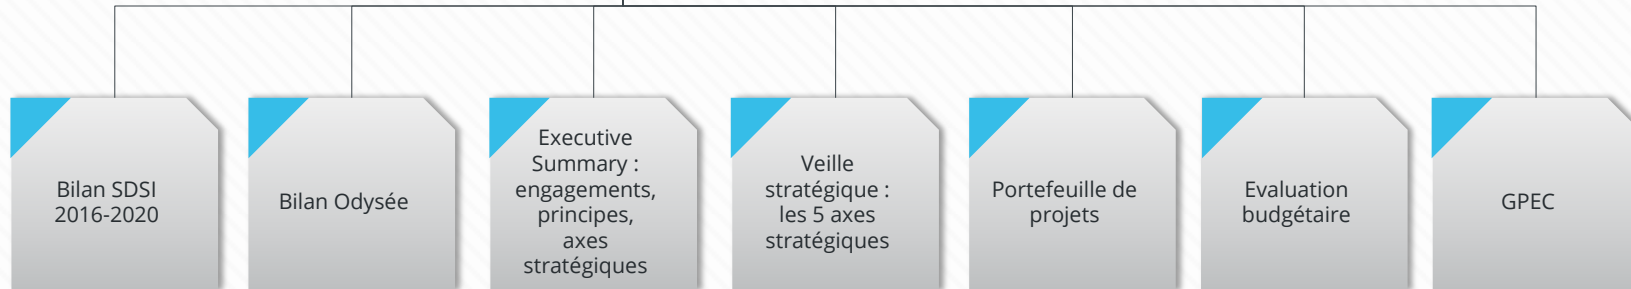 Bilan SDSI
2016-2020
Bilan Odysée
Executive
Summary :
engagements,
principes,
axes
stratégiques
Veille
stratégique :
les 5 axes
stratégiques
Portefeuille de
projets
Evaluation
budgétaire
GPEC